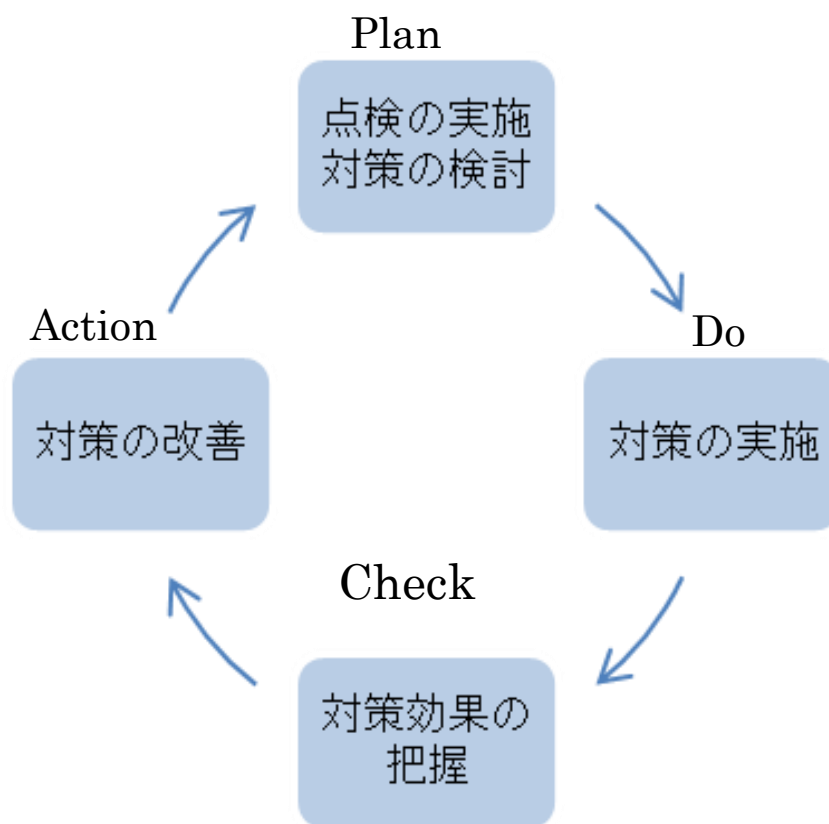 Plan
点検の実施
対策の検討
Do
対策の実施
Check
対策効果の
把握
Action
対策の改善